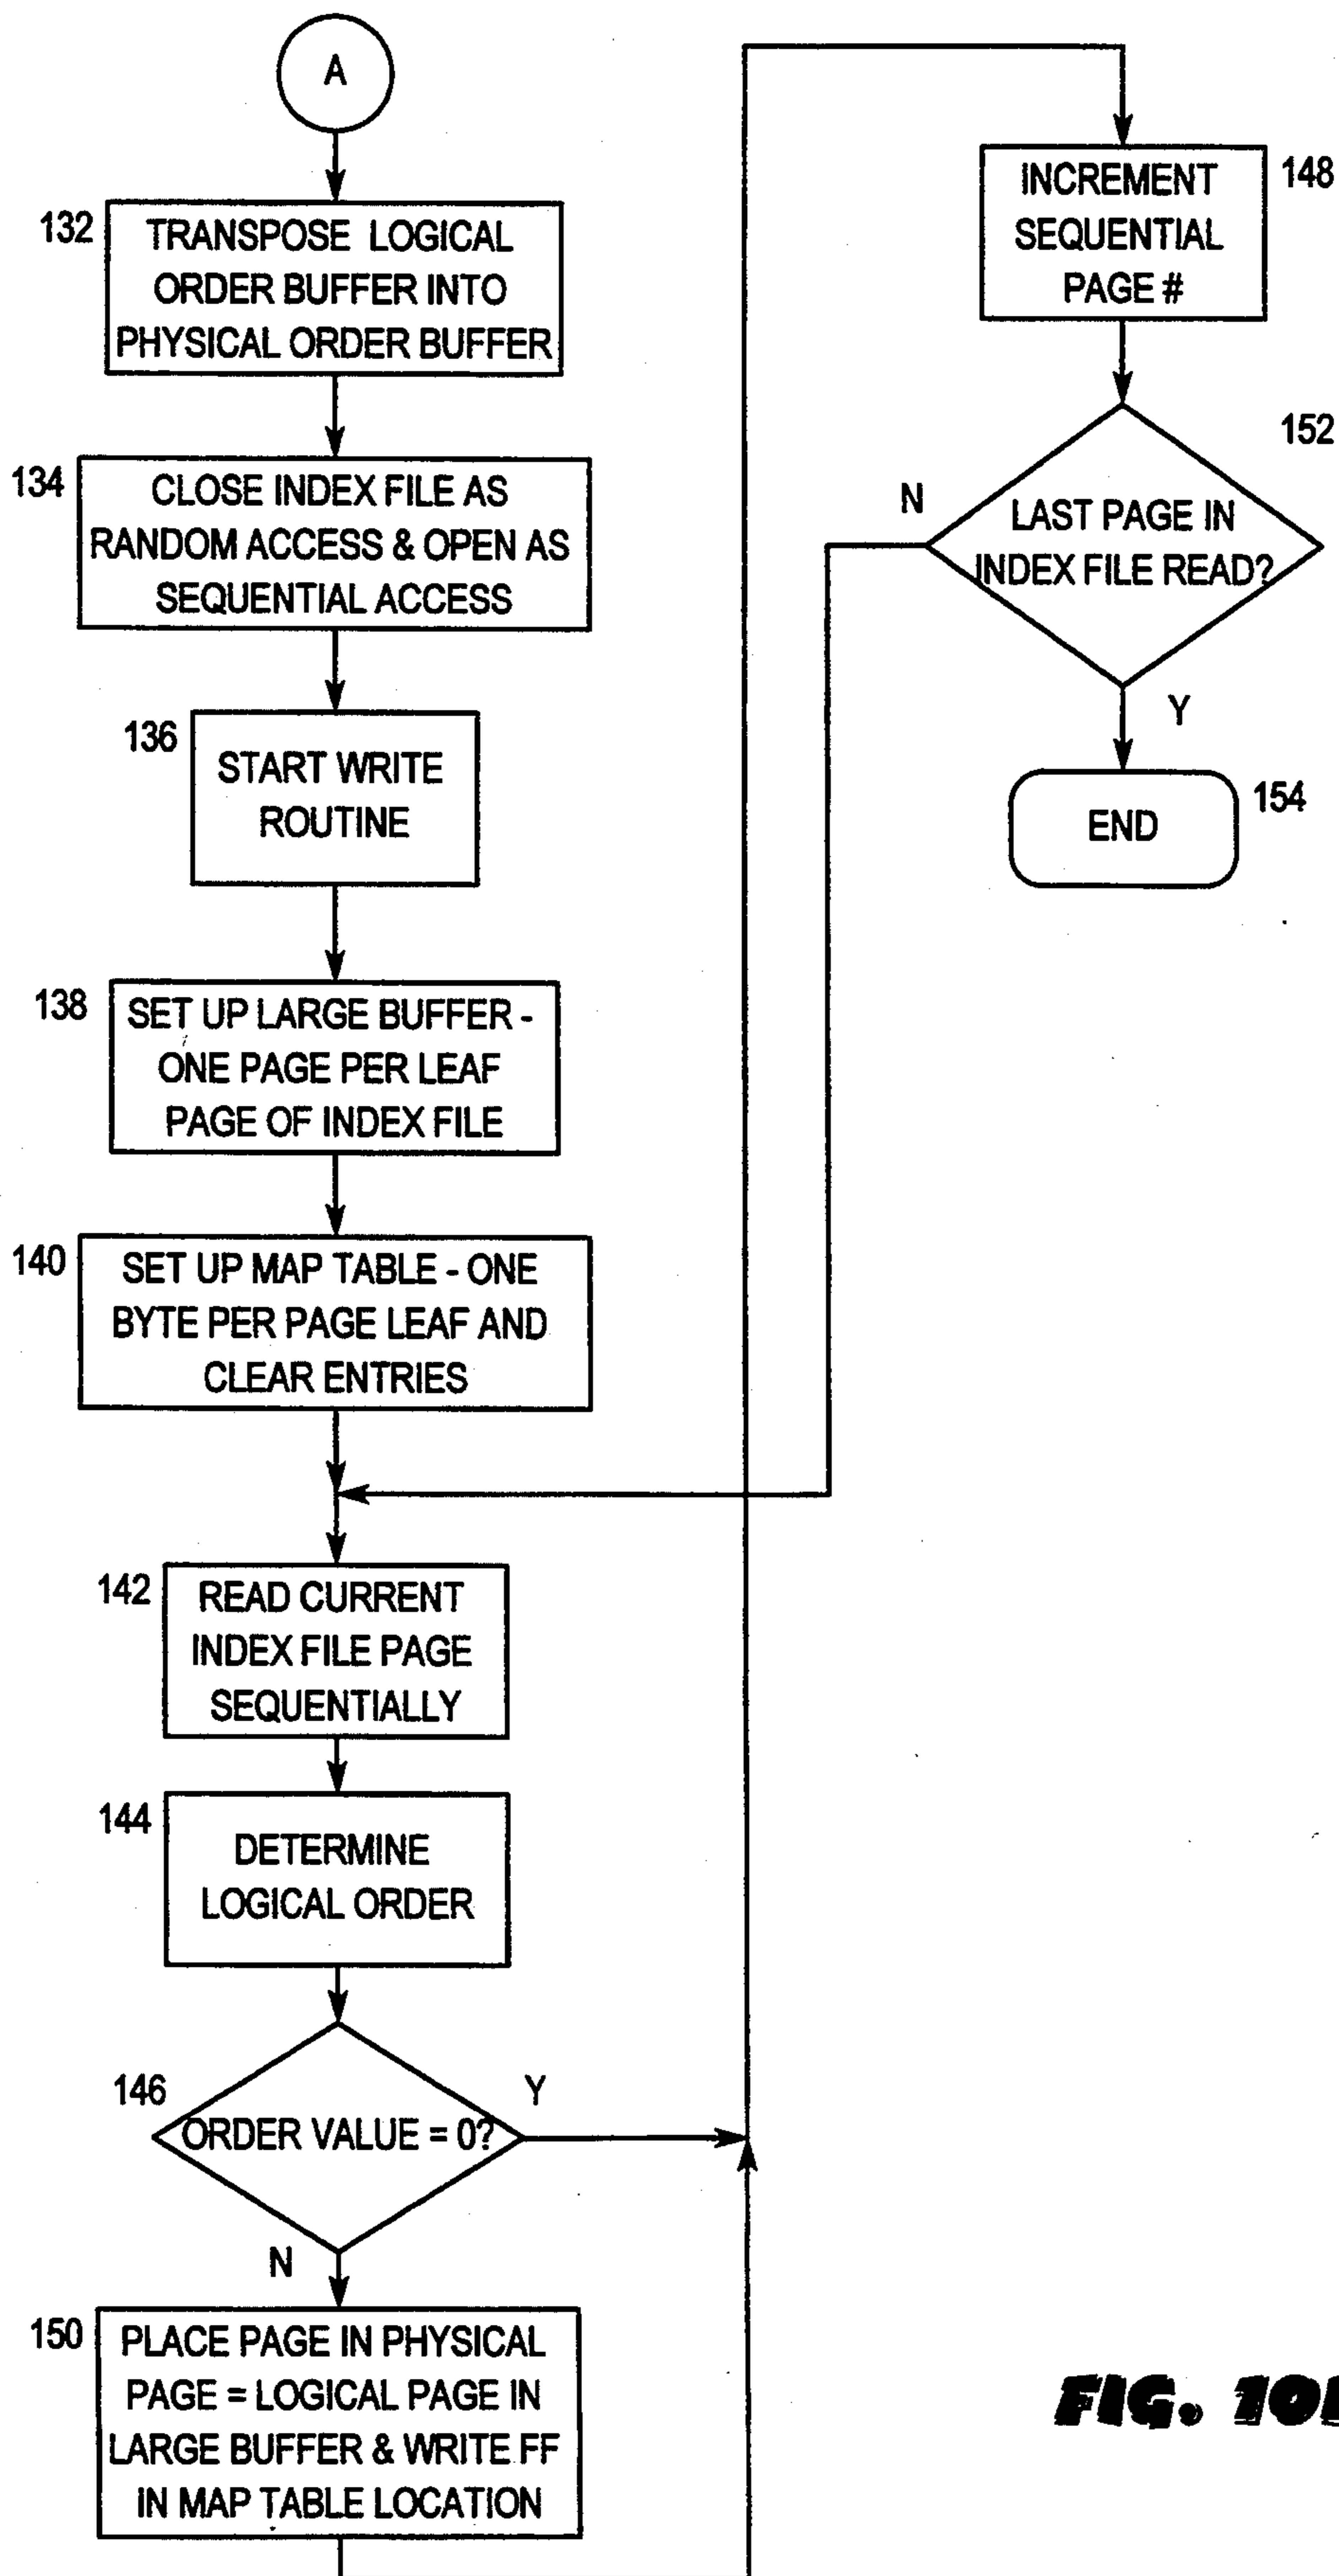 A
132
TRANSPOSE LOGICAL
ORDER BUFFER INTO
PHYSICAL ORDER BUFFER
134
CLOSE INDEX FILE AS
RANDOM ACCESS & OPEN AS
SEQUENTIAL ACCESS
136
START WRITE
ROUTINE
138
SET UP LARGE BUFFER -
ONE PAGE PER LEAF
PAGE OF INDEX FILE
140
SET UP MAP TABLE - ONE
BYTE PER PAGE LEAF AND
CLEAR ENTRIES
142
READ CURRENT
INDEX FILE PAGE
SEQUENTIALLY
144
DETERMINE
LOGICAL ORDER
146
ORDER VALUE = 0?
Y
N
150
PLACE PAGE IN PHYSICAL
PAGE = LOGICAL PAGE IN
LARGE BUFFER & WRITE FF
IN MAP TABLE LOCATION
148
INCREMENT
SEQUENTIAL
PAGE #
152
N
LAST PAGE IN
INDEX FILE READ?
Y
154
END
FIG.